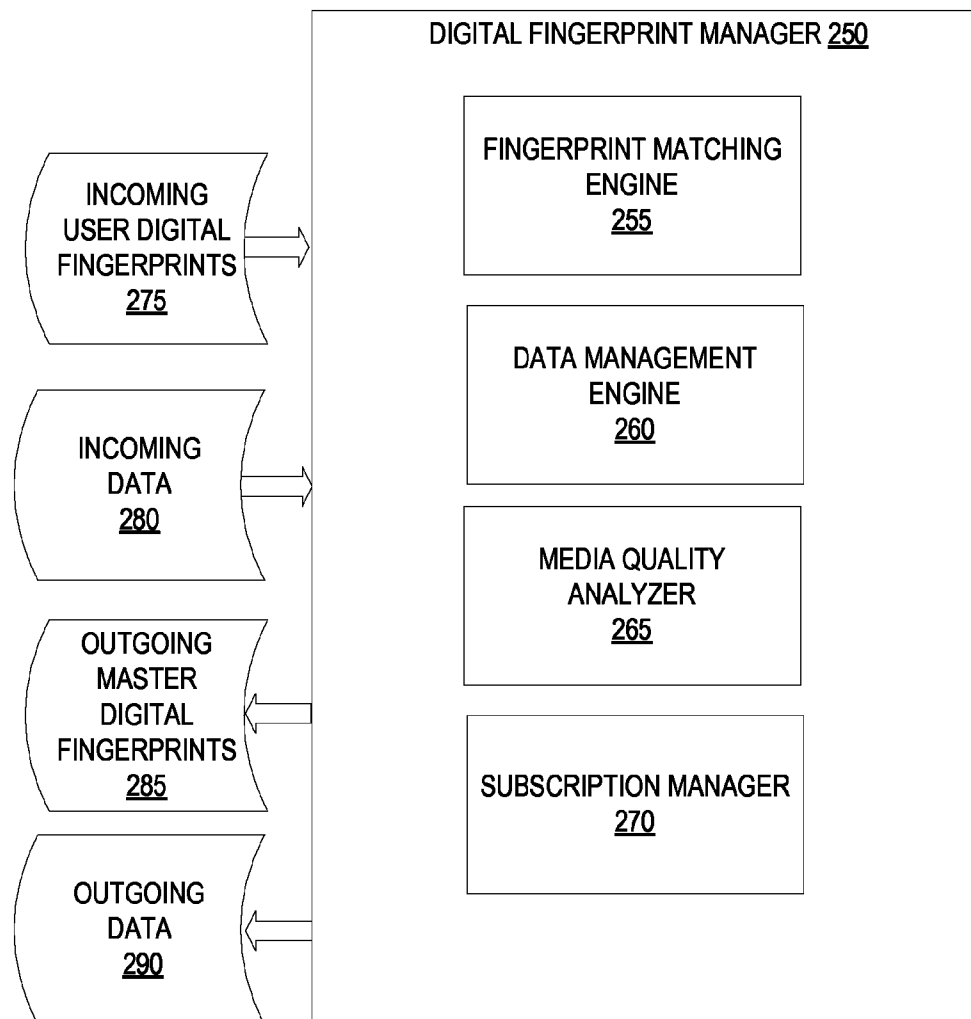 DIGITAL FINGERPRINT MANAGER 250
FINGERPRINT MATCHING
ENGINE
255
INCOMING
USER DIGITAL
FINGERPRINTS
275
DATA MANAGEMENT
ENGINE
260
INCOMING
DATA
280
MEDIA QUALITY
ANALYZER
265
OUTGOING
MASTER
DIGITAL
FINGERPRINTS
285
SUBSCRIPTION MANAGER
270
OUTGOING
DATA
290